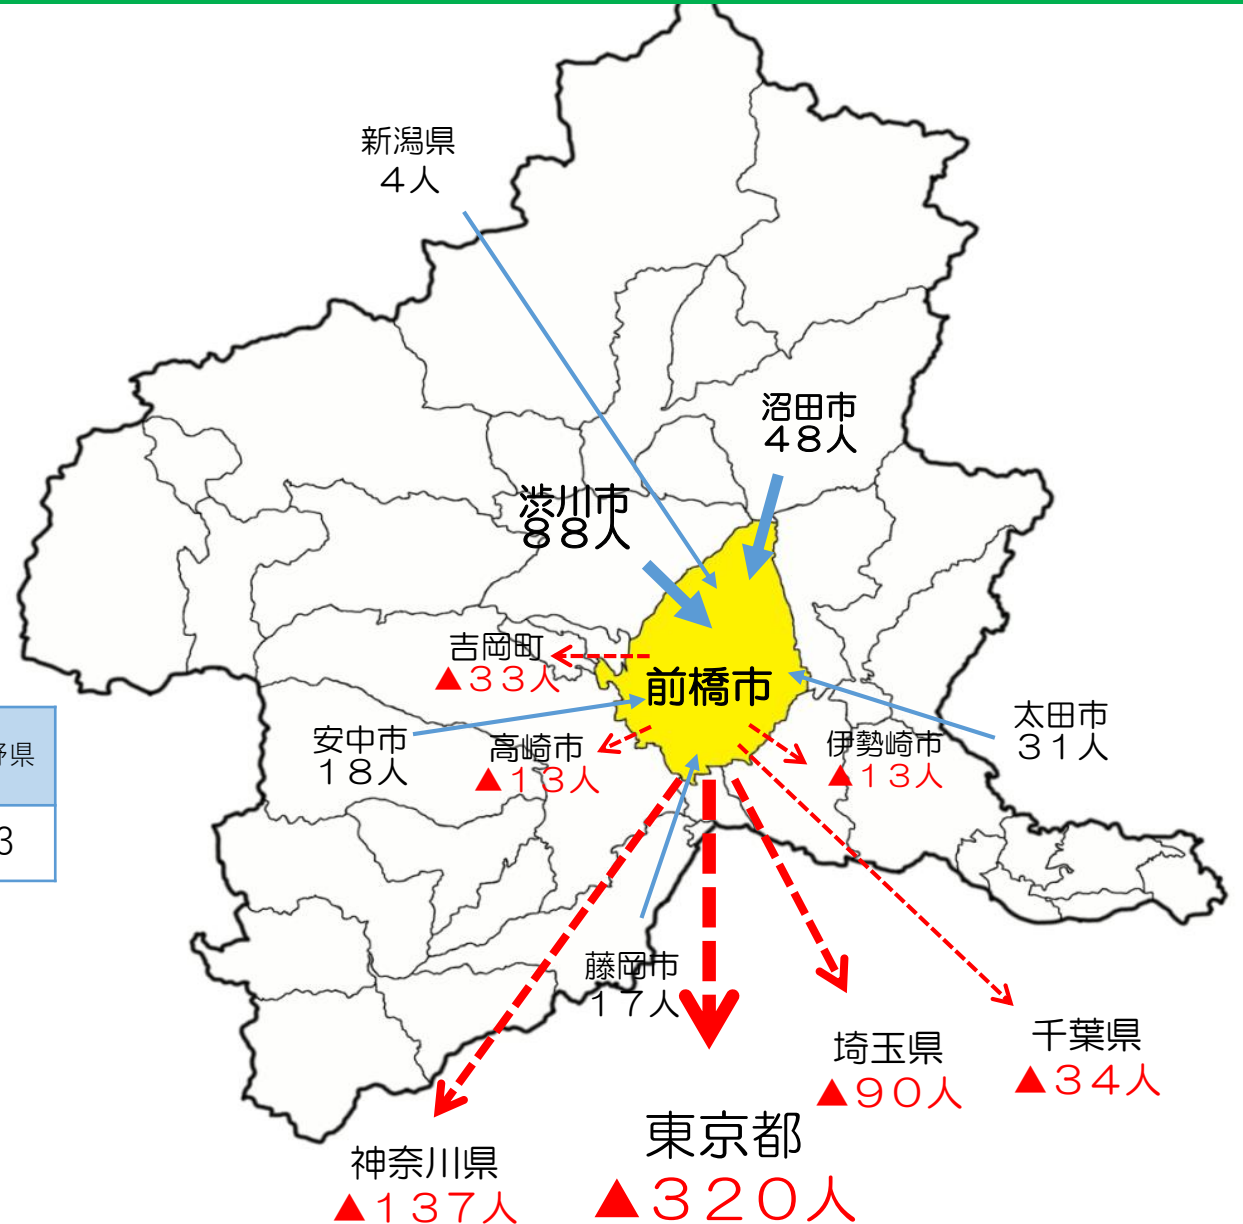 新潟県
４人
沼田市
４８人
渋川市
８８人
吉岡町
▲３３人
前橋市
安中市
１８人
高崎市
▲１３人
伊勢崎市
▲１３人
太田市
３１人
野県
3
藤岡市
１７人
埼玉県
▲９０人
千葉県
▲３４人
東京都
▲３２０人
神奈川県
▲１３７人